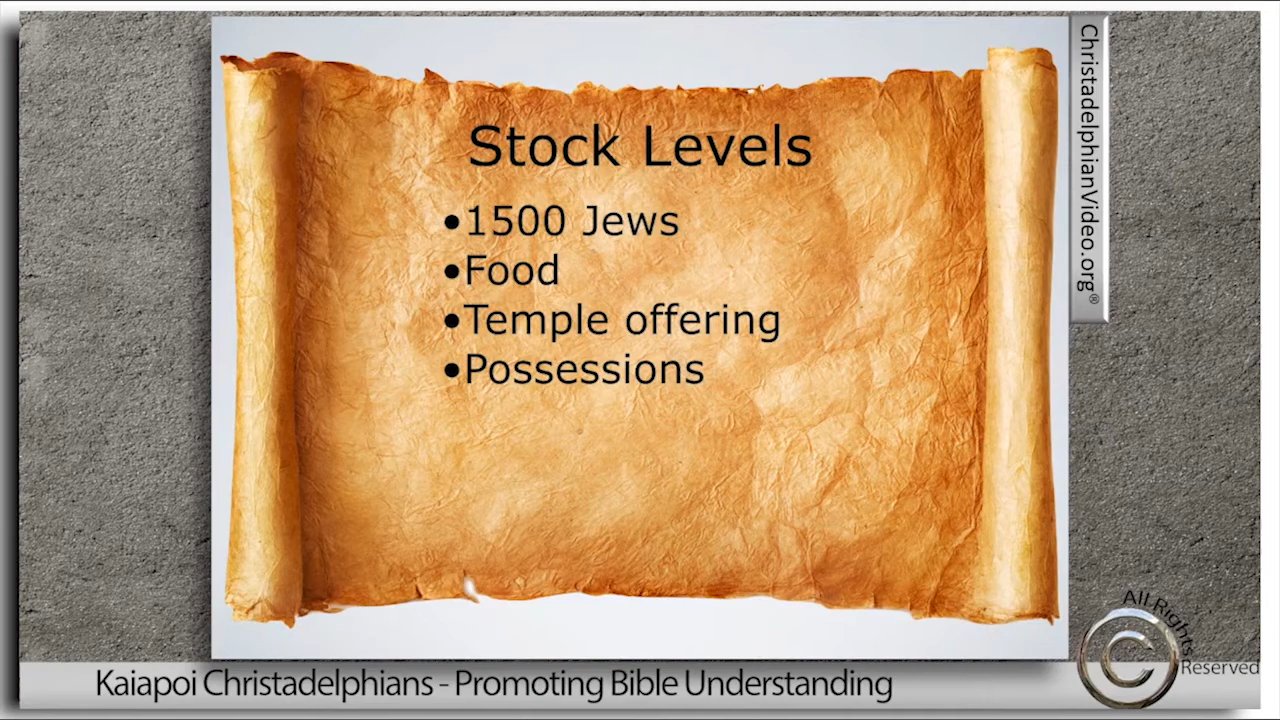 Stock Levels
•1500 Jews
•Food
•Temple offering
•Possessions
ChristadelphianVideo.org®
All Rights
Reserved
Kaiapoi Christadelphians - Promoting Bible Understanding